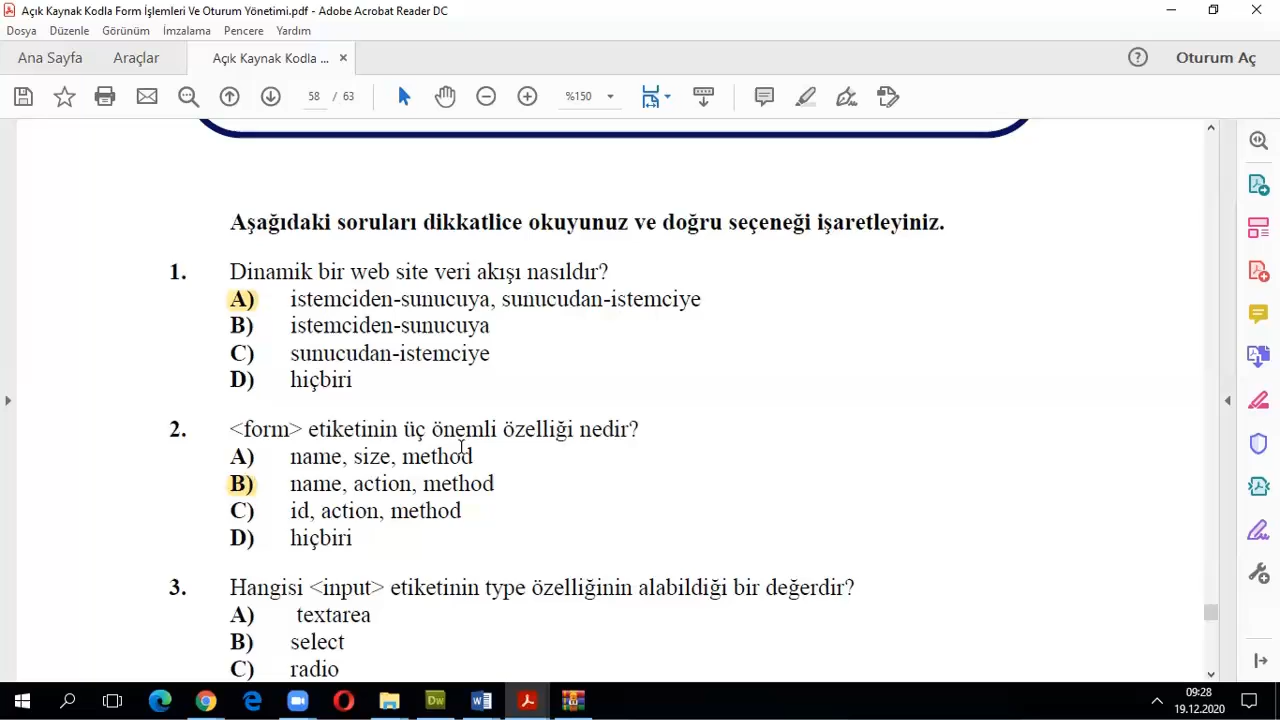 Açık Kaynak Kodla Form İşlemleri Ve Oturum Yönetimi.pdf - Adobe Acrobat Reader DC
Dosya Düzenle Görünüm İmzalama Pencere Yardım
Ana Sayfa Araçlar Açık Kaynak Kodla ... × ? Oturum Aç
58 / 63 %150
Aşağıdaki soruları dikkatlice okuyunuz ve doğru seçeneği işaretleyiniz.
1. Dinamik bir web site veri akışı nasıldır?
A) istemciden-sunucuya, sunucudan-istemciye
B) istemciden-sunucuya
C) sunucudan-istemciye
D) hiçbiri
2. <form> etiketinin üç önemli özelliği nedir?
A) name, size, method
B) name, action, method
C) id, action, method
D) hiçbiri
3. Hangisi <input> etiketinin type özelliğinin alabildiği bir değerdir?
A) textarea
B) select
C) radio
Dw W
09:28
19.12.2020